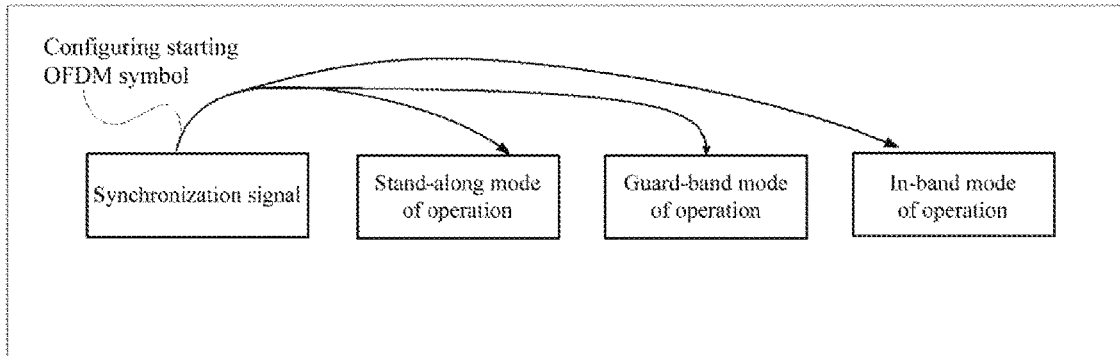 Configuring starting
OFDM symbol
Synchronization signal
Stand-along mode
of operation
Guard-band mode
of operation
In-band mode
of operation